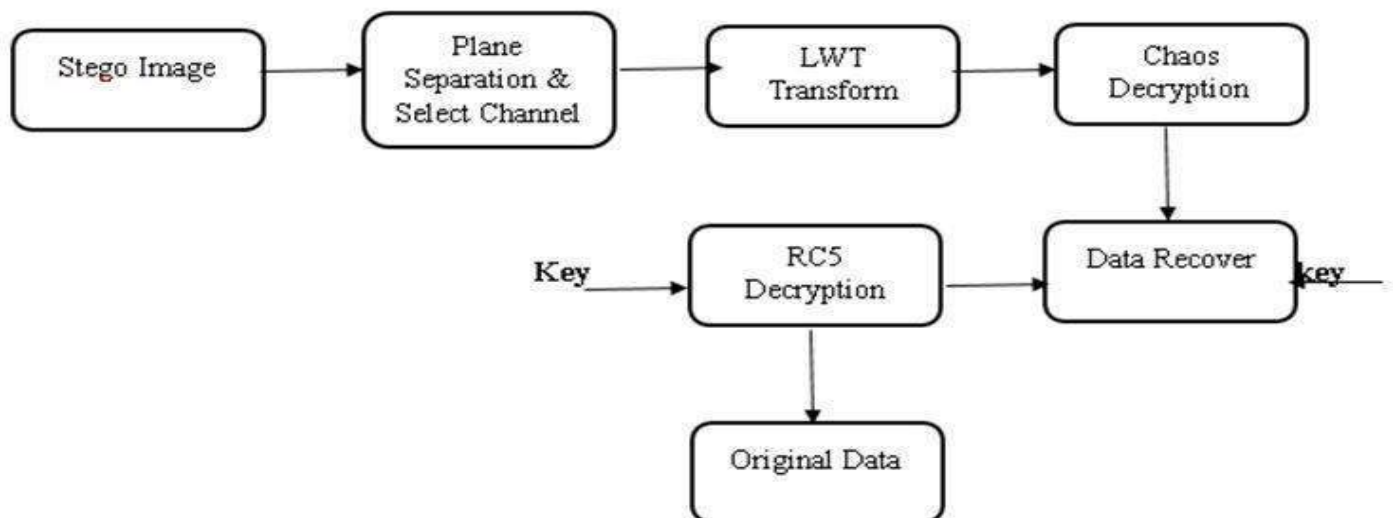 Stego Image
Plane
Separation &
Select Channel
LWT
Transform
Chaos
Decryption
Key
RC5
Decryption
Data Recover
key
Original Data